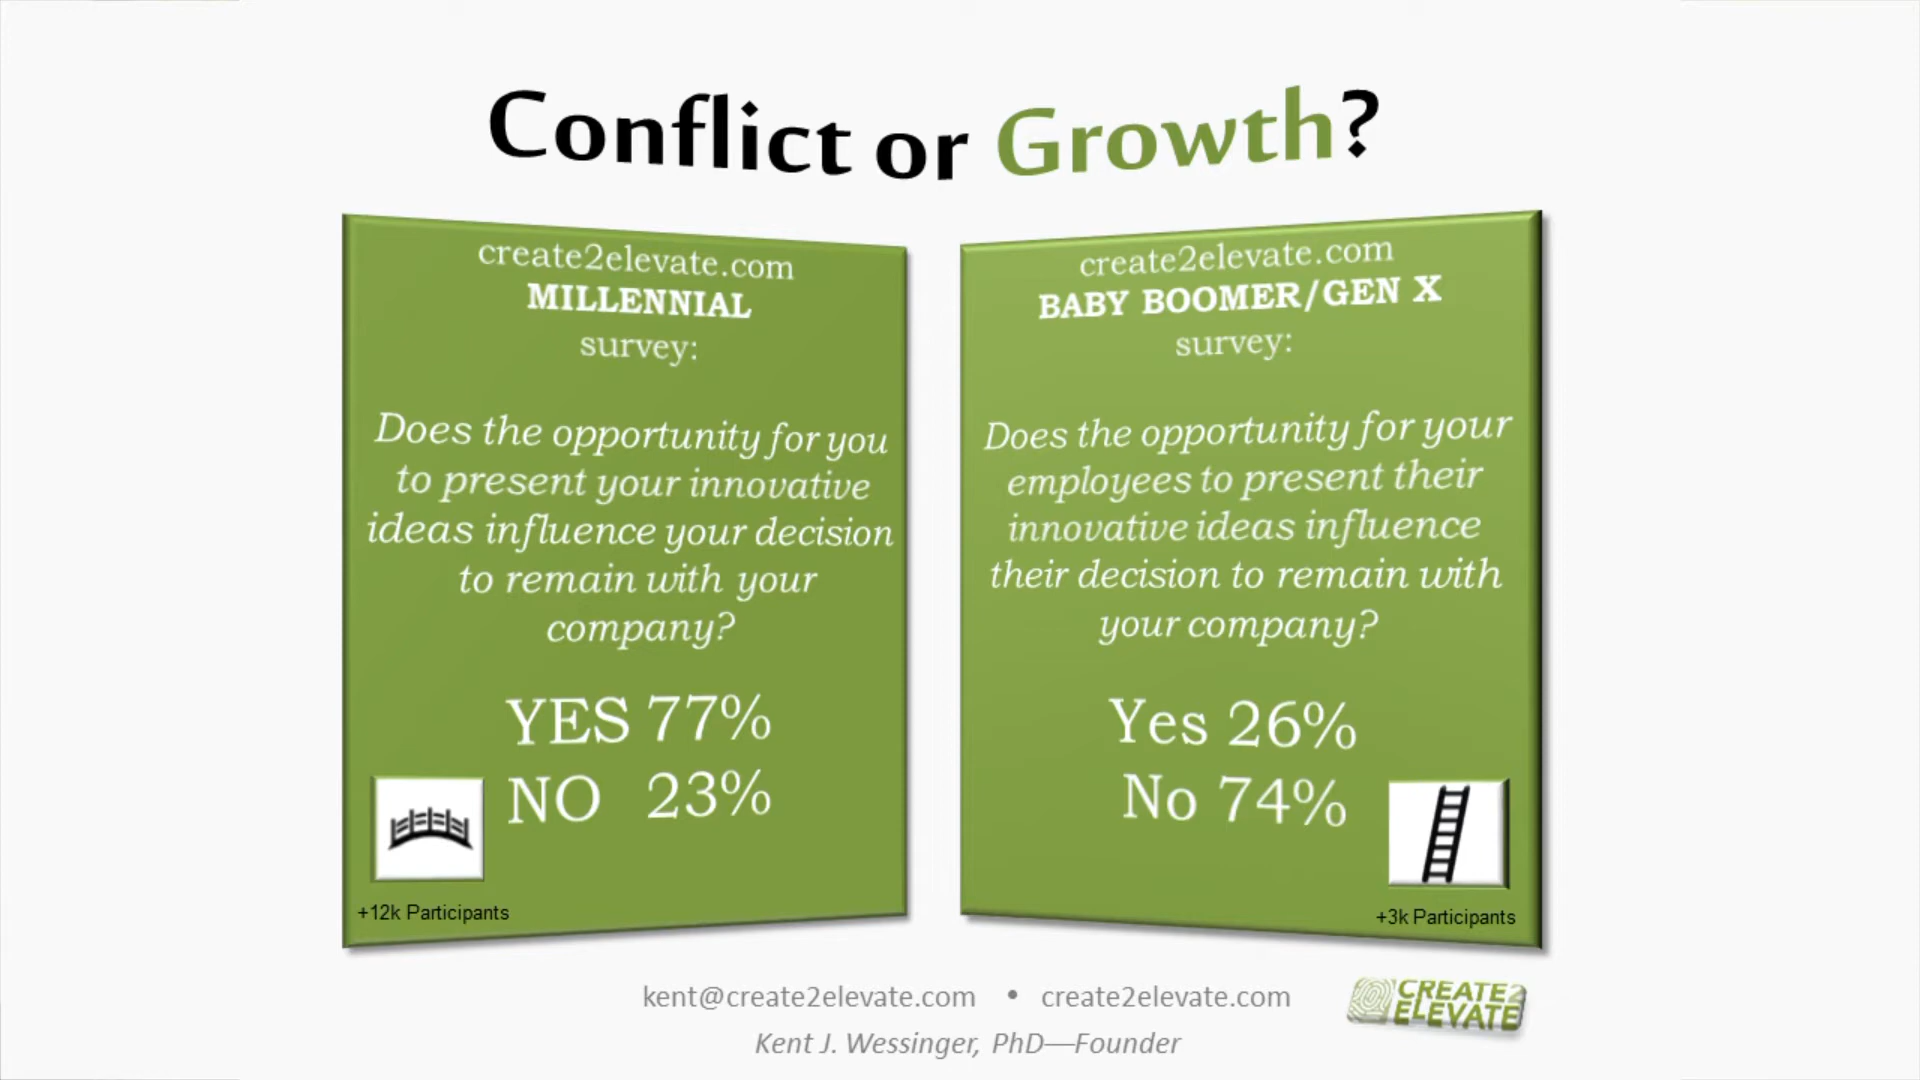 Conflict or Growth?
create2elevate.com
MILLENNIAL
survey:
Does the opportunity for you
to present your innovative
ideas influence your decision
to remain with your
company?
YES 77%
NO 23%
+12k Participants
create2elevate.com
BABY BOOMER/GEN X
survey:
Does the opportunity for your
employees to present their
innovative ideas influence
their decision to remain with
your company?
Yes 26%
No 74%
+3k Participants
kent@create2elevate.com • create2elevate.com
Kent J. Wessinger, PhD—Founder
CREATE2
ELEVATE